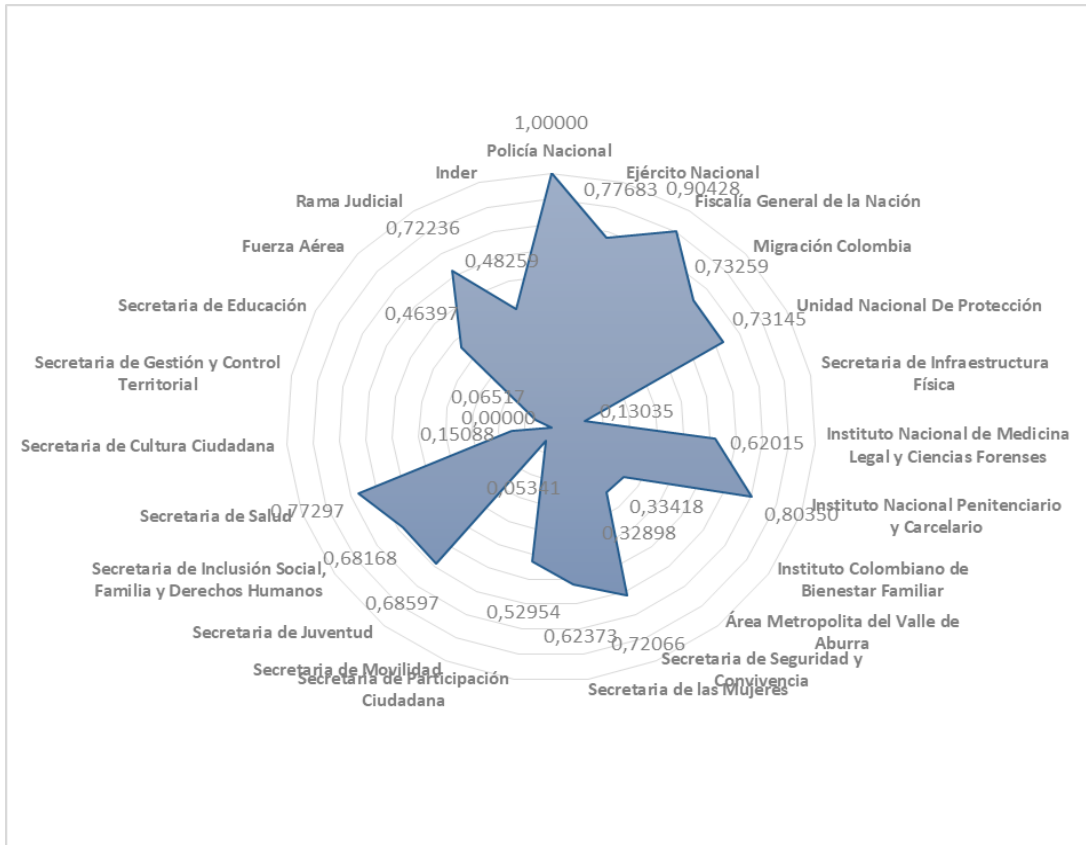 1,00000
Policía Nacional
Ejército Nacional
0,77683
0,90428
Fiscalía General de la Nación
Migración Colombia
0,73259
Unidad Nacional De Protección
0,73145
Secretaria de Infraestructura
Física
0,13035
Instituto Nacional de Medicina
Legal y Ciencias Forenses
0,62015
Instituto Nacional Penitenciario
y Carcelario
0,80350
0,33418
Instituto Colombiano de
Bienestar Familiar
0,32898
Área Metropolita del Valle de
Aburra
Secretaria de Seguridad y
Convivencia
0,72066
Secretaria de las Mujeres
0,62373
Secretaria de Participación
Ciudadana
0,52954
Secretaria de Movilidad
0,05341
Secretaria de Juventud
0,68597
Secretaria de Inclusión Social,
Familia y Derechos Humanos
0,68168
Secretaria de Salud
0,77297
Secretaria de Cultura Ciudadana
0,15088
Secretaria de Gestión y Control
Territorial
0,00000
Secretaria de Educación
0,06517
Fuerza Aérea
0,46397
Rama Judicial
0,72236
Inder
0,48259